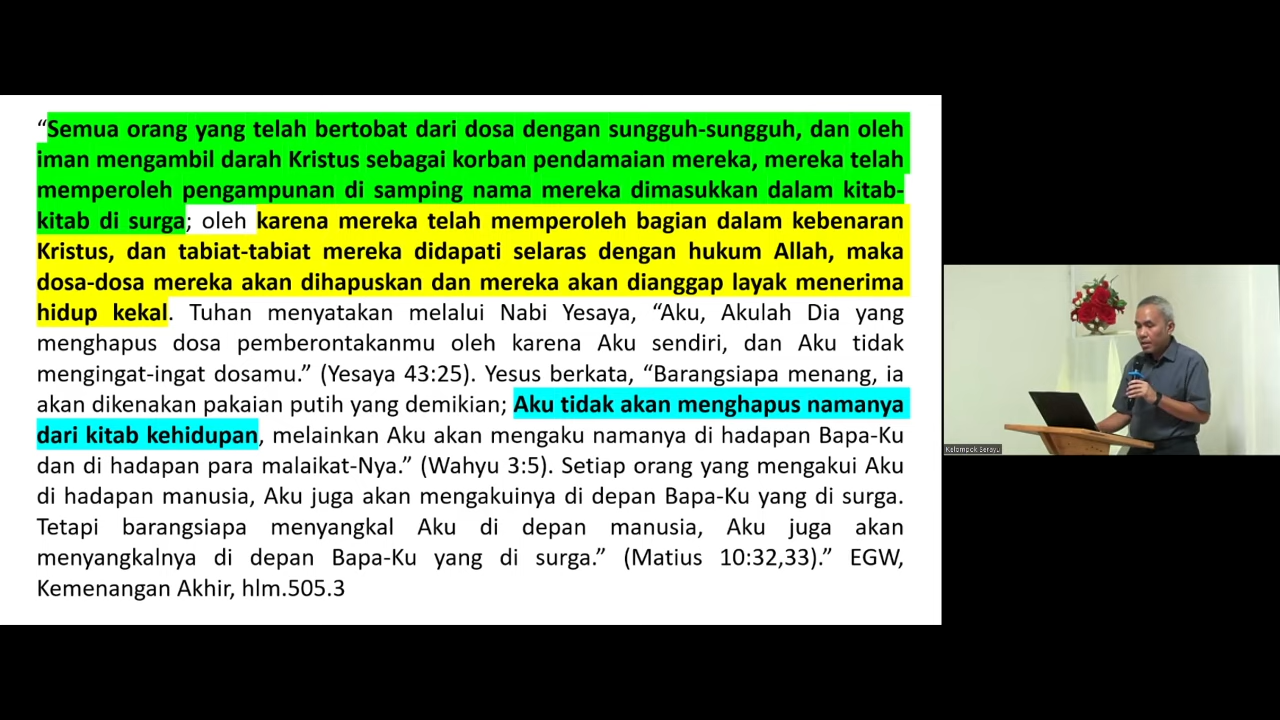 “Semua orang yang telah bertobat dari dosa dengan sungguh-sungguh, dan oleh
iman mengambil darah Kristus sebagai korban pendamaian mereka, mereka telah
memperoleh pengampunan di samping nama mereka dimasukkan dalam kitab-
kitab di surga; oleh karena mereka telah memperoleh bagian dalam kebenaran
Kristus, dan tabiat-tabiat mereka didapati selaras dengan hukum Allah, maka
dosa-dosa mereka akan dihapuskan dan mereka akan dianggap layak menerima
hidup kekal. Tuhan menyatakan melalui Nabi Yesaya, “Aku, Akulah Dia yang
menghapus dosa pemberontakanmu oleh karena Aku sendiri, dan Aku tidak
mengingat-ingat dosamu.” (Yesaya 43:25). Yesus berkata, “Barangsiapa menang, ia
akan dikenakan pakaian putih yang demikian; Aku tidak akan menghapus namanya
dari kitab kehidupan, melainkan Aku akan mengaku namanya di hadapan Bapa-Ku
dan di hadapan para malaikat-Nya.” (Wahyu 3:5). Setiap orang yang mengakui Aku
di hadapan manusia, Aku juga akan mengakuinya di depan Bapa-Ku yang di surga.
Tetapi barangsiapa menyangkal Aku di depan manusia, Aku juga akan
menyangkalnya di depan Bapa-Ku yang di surga.” (Matius 10:32,33).” EGW,
Kemenangan Akhir, hlm.505.3
Kelompok Serayu